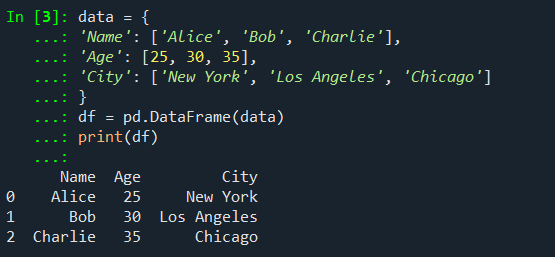 In [3]: data = {
   ...: 'Name': ['Alice', 'Bob', 'Charlie'],
   ...: 'Age': [25, 30, 35],
   ...: 'City': ['New York', 'Los Angeles', 'Chicago']
   ...: }
   ...: df = pd.DataFrame(data)
   ...: print(df)
   ...:
      Name  Age         City
0    Alice   25     New York
1      Bob   30  Los Angeles
2  Charlie   35      Chicago